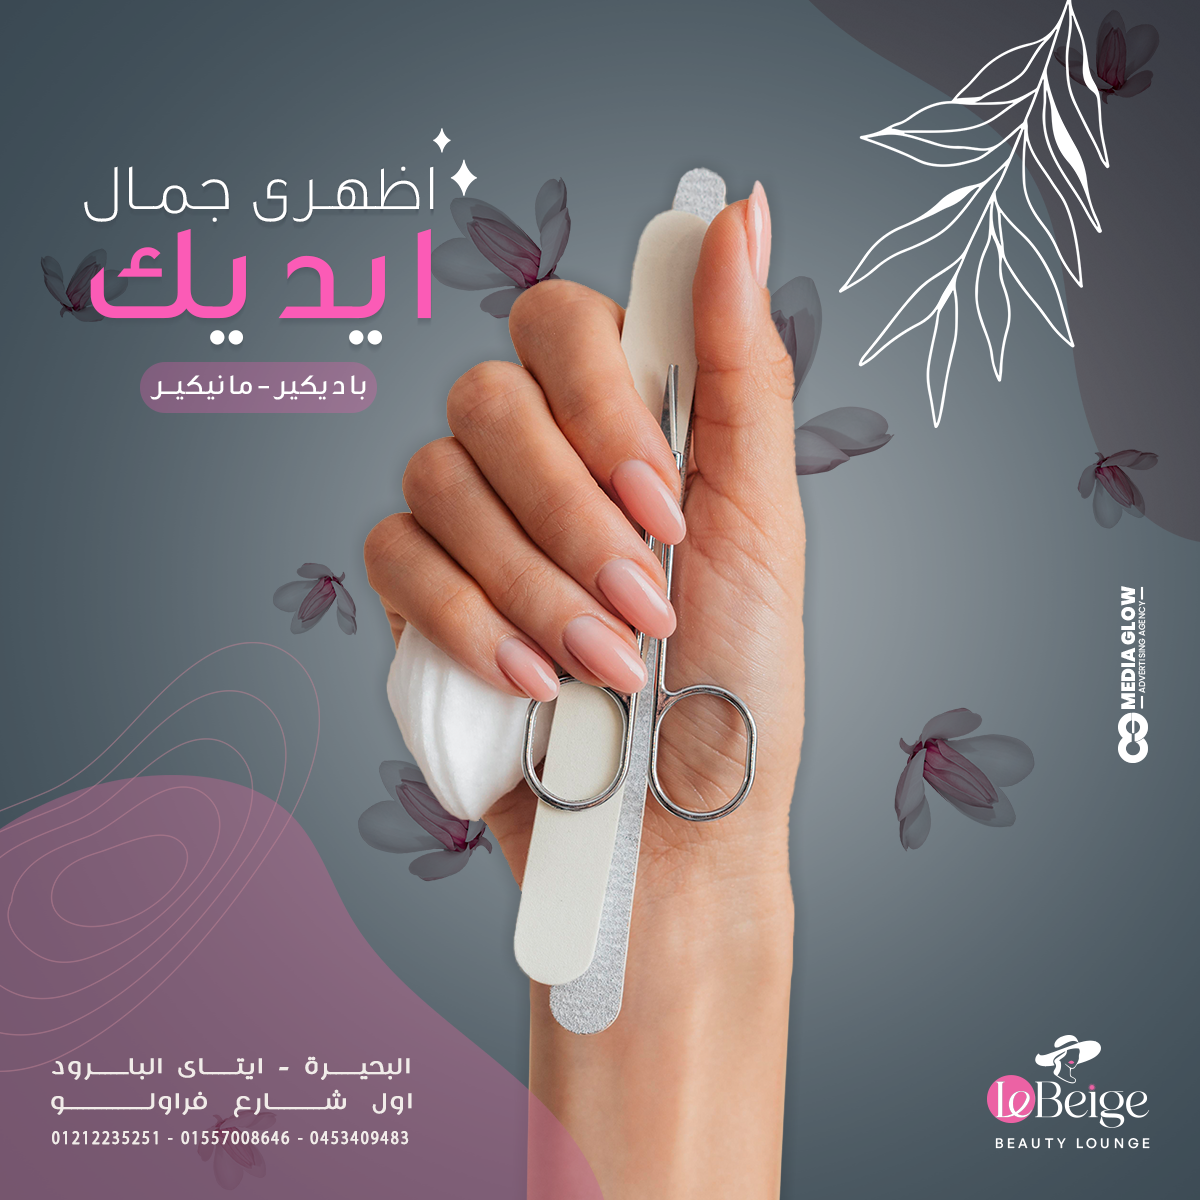 اظهرى جمال
ايديك
باديكير - مانيكير
MEDIA GLOW
ADVERTISING AGENCY
البحيرة - ايتاى البارود
اول شارع فراولو
01212235251 - 01557008646 - 0453409483
LeBeige
BEAUTY LOUNGE